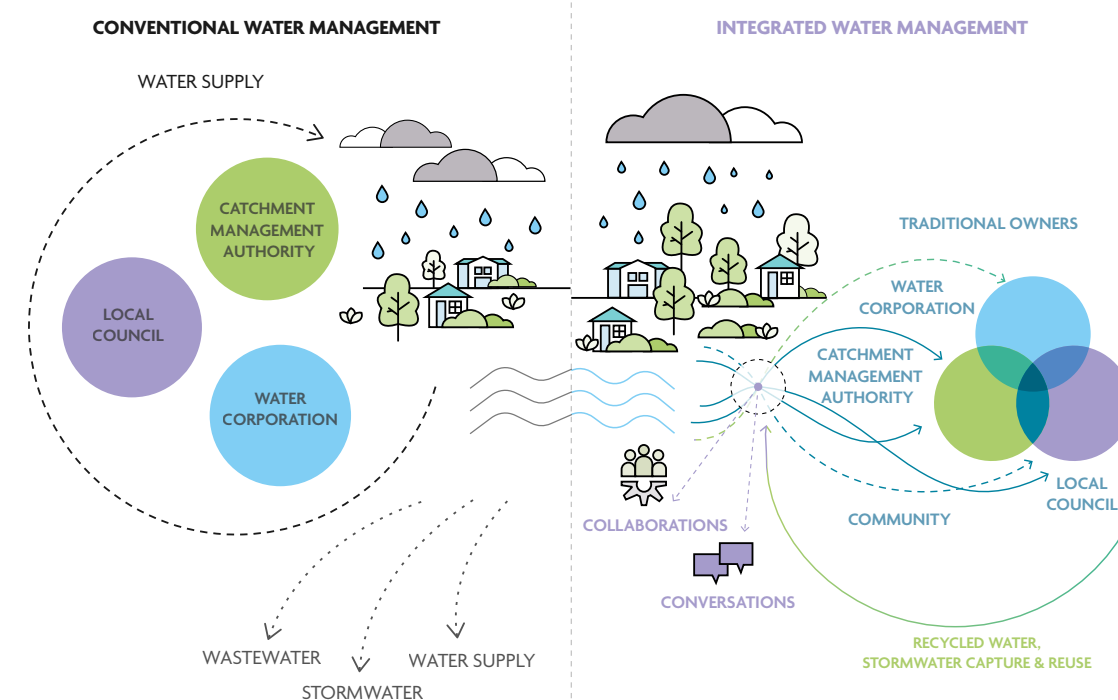 CONVENTIONAL WATER MANAGEMENT
WATER SUPPLY
CATCHMENT
MANAGEMENT
AUTHORITY
LOCAL
COUNCIL
WATER
CORPORATION
WASTEWATER
WATER SUPPLY
STORMWATER
INTEGRATED WATER MANAGEMENT
TRADITIONAL OWNERS
WATER
CORPORATION
CATCHMENT
MANAGEMENT
AUTHORITY
LOCAL
COUNCIL
COMMUNITY
COLLABORATIONS
CONVERSATIONS
RECYCLED WATER,
STORMWATER CAPTURE & REUSE